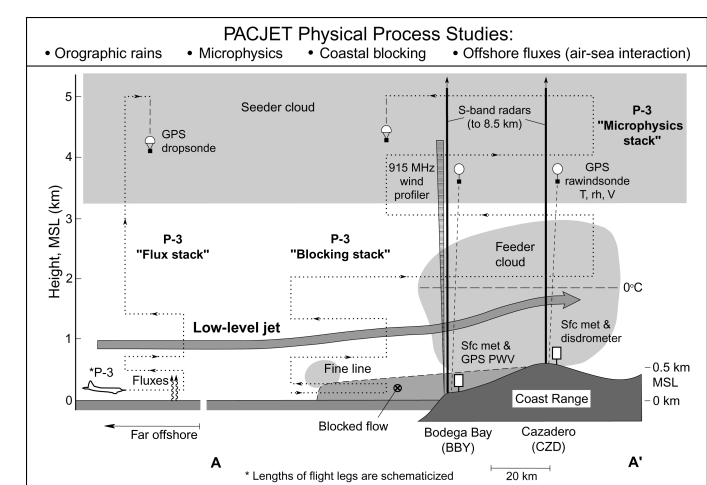 PACJET Physical Process Studies:
• Orographic rains • Microphysics • Coastal blocking • Offshore fluxes (air-sea interaction)
Height, MSL (km)
5
4
3
2
1
0
Seeder cloud
GPS
dropsonde
S-band radars
(to 8.5 km)
P-3
"Microphysics
stack"
915 MHz
wind
profiler
GPS
rawindsonde
T, rh, V
P-3
"Flux stack"
P-3
"Blocking stack"
Feeder
cloud
0°C
Low-level jet
Sfc met &
GPS PWV
Sfc met &
disdrometer
*P-3
Fluxes
Fine line
0.5 km
MSL
0 km
Coast Range
Blocked flow
Far offshore
Bodega Bay
(BBY)
Cazadero
(CZD)
A
A'
* Lengths of flight legs are schematicized
20 km